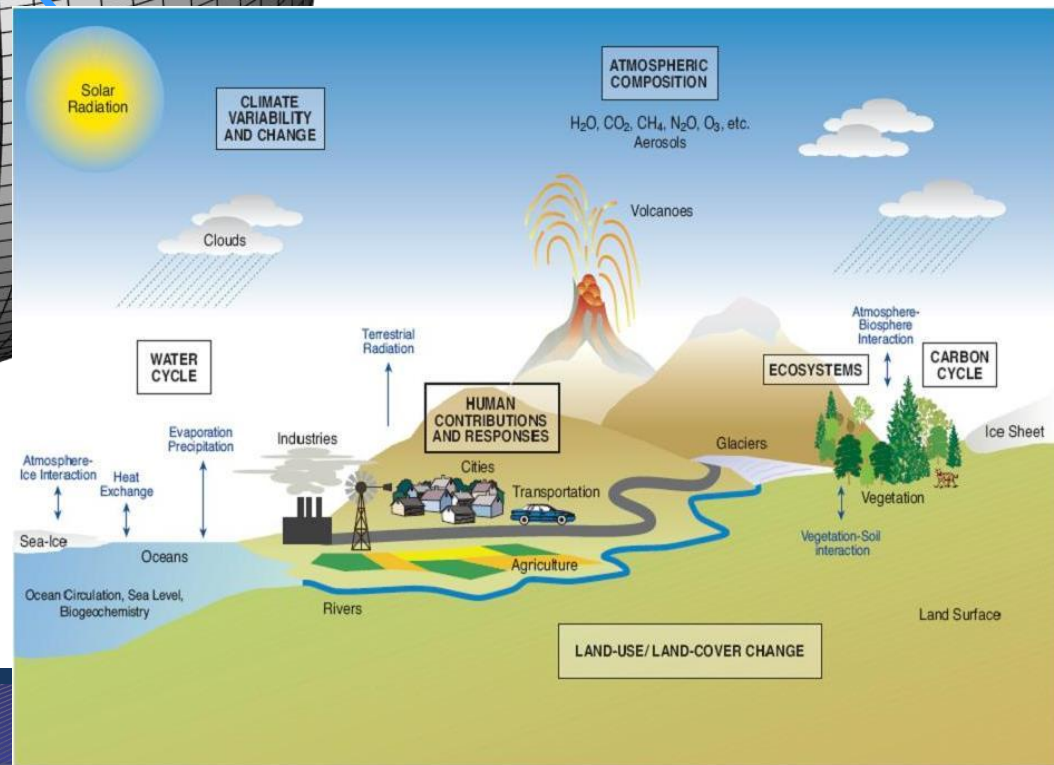 Solar
Radiation
CLIMATE
VARIABILITY
AND CHANGE
ATMOSPHERIC
COMPOSITION
H₂O, CO₂, CH₄, N₂O, O₃, etc.
Aerosols
Clouds
Volcanoes
WATER
CYCLE
Terrestrial
Radiation
Atmosphere-
Biosphere
Interaction
ECOSYSTEMS
CARBON
CYCLE
HUMAN
CONTRIBUTIONS
AND RESPONSES
Atmosphere-
Ice Interaction
Heat
Exchange
Evaporation
Precipitation
Industries
Cities
Transportation
Glaciers
Ice Sheet
Vegetation
Sea-Ice
Oceans
Agriculture
Vegetation-Soil
interaction
Ocean Circulation, Sea Level,
Biogeochemistry
Rivers
Land Surface
LAND-USE/ LAND-COVER CHANGE